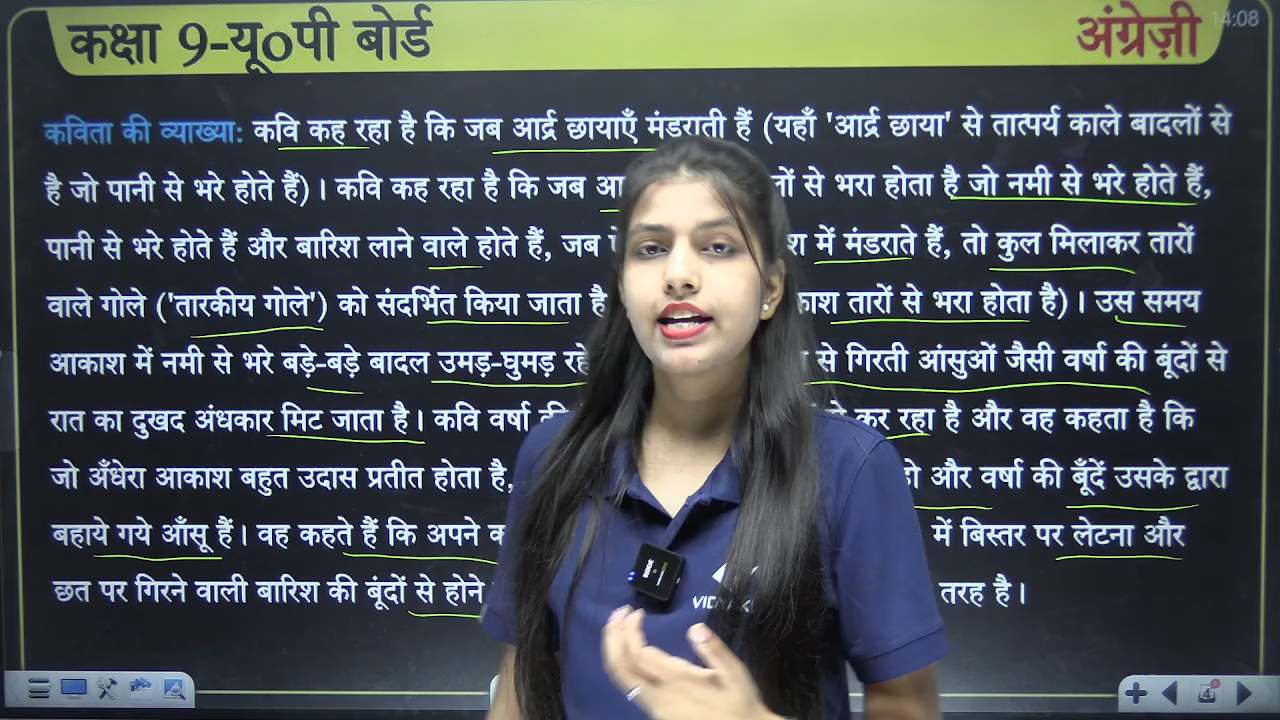 कक्षा 9-यू0पी बोर्ड
अंग्रेज़ी
14:08
कविता की व्याख्या: कवि कह रहा है कि जब आर्द्र छायाएँ मंडराती हैं (यहाँ 'आर्द्र छाया' से तात्पर्य काले बादलों से
है जो पानी से भरे होते हैं)। कवि कह रहा है कि जब से भरा होता है जो नमी से भरे होते हैं,
पानी से भरे होते हैं और बारिश लाने वाले होते हैं, जब में मंडराते हैं, तो कुल मिलाकर तारों
वाले गोले ('तारकीय गोले') को संदर्भित किया जाता है तारों से भरा होता है)। उस समय
आकाश में नमी से भरे बड़े-बड़े बादल उमड़-घुमड़ रहे से गिरती आंसुओं जैसी वर्षा की बूंदों से
रात का दुखद अंधकार मिट जाता है। कवि वर्षा कर रहा है और वह कहता है कि
जो अँधेरा आकाश बहुत उदास प्रतीत होता है, और वर्षा की बूँदें उसके द्वारा
बहाये गये आँसू हैं। वह कहते हैं कि अपने में बिस्तर पर लेटना और
छत पर गिरने वाली बारिश की बूंदों से होने तरह है।
4